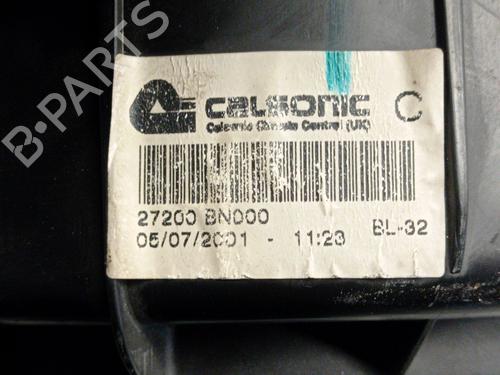 B-PARTS
CALSONIC C
Calsonic Climate Control (UK)
27200 BN000
05/07/2001 - 11:23 BL-32